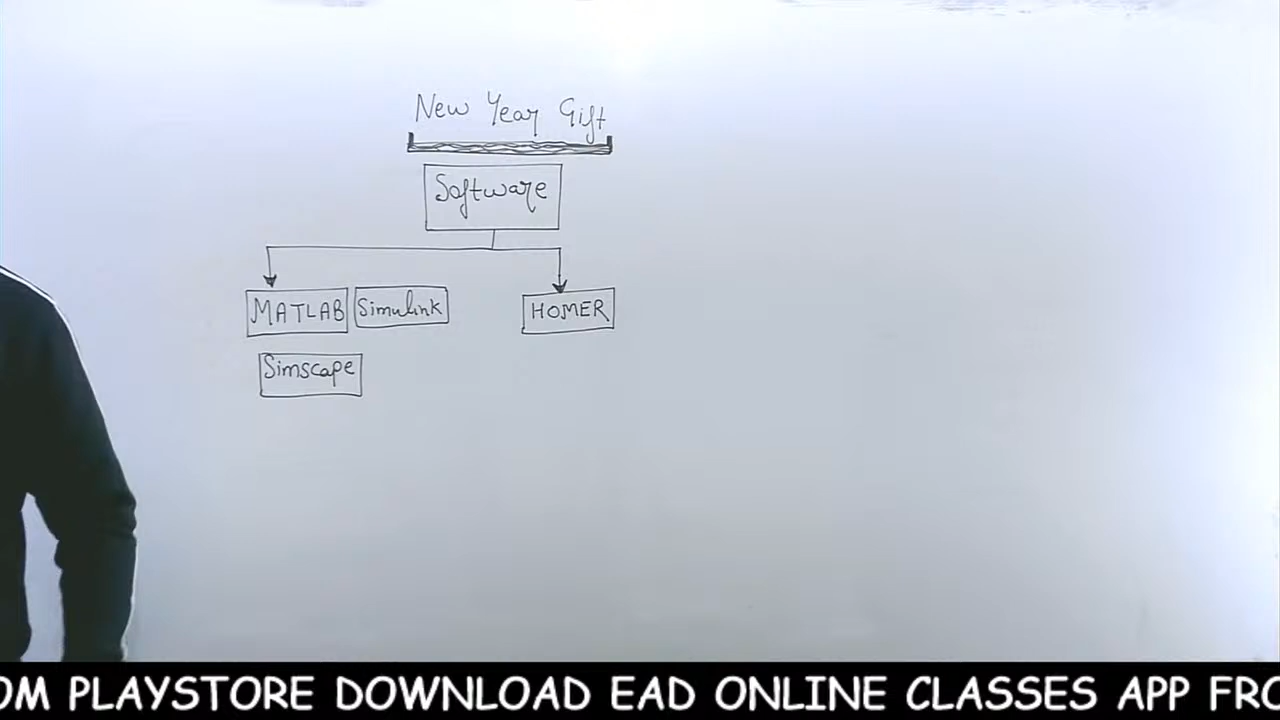 New Year Gift
Software
MATLAB Simulink HOMER
Simscape
OM PLAYSTORE DOWNLOAD EAD ONLINE CLASSES APP FRO